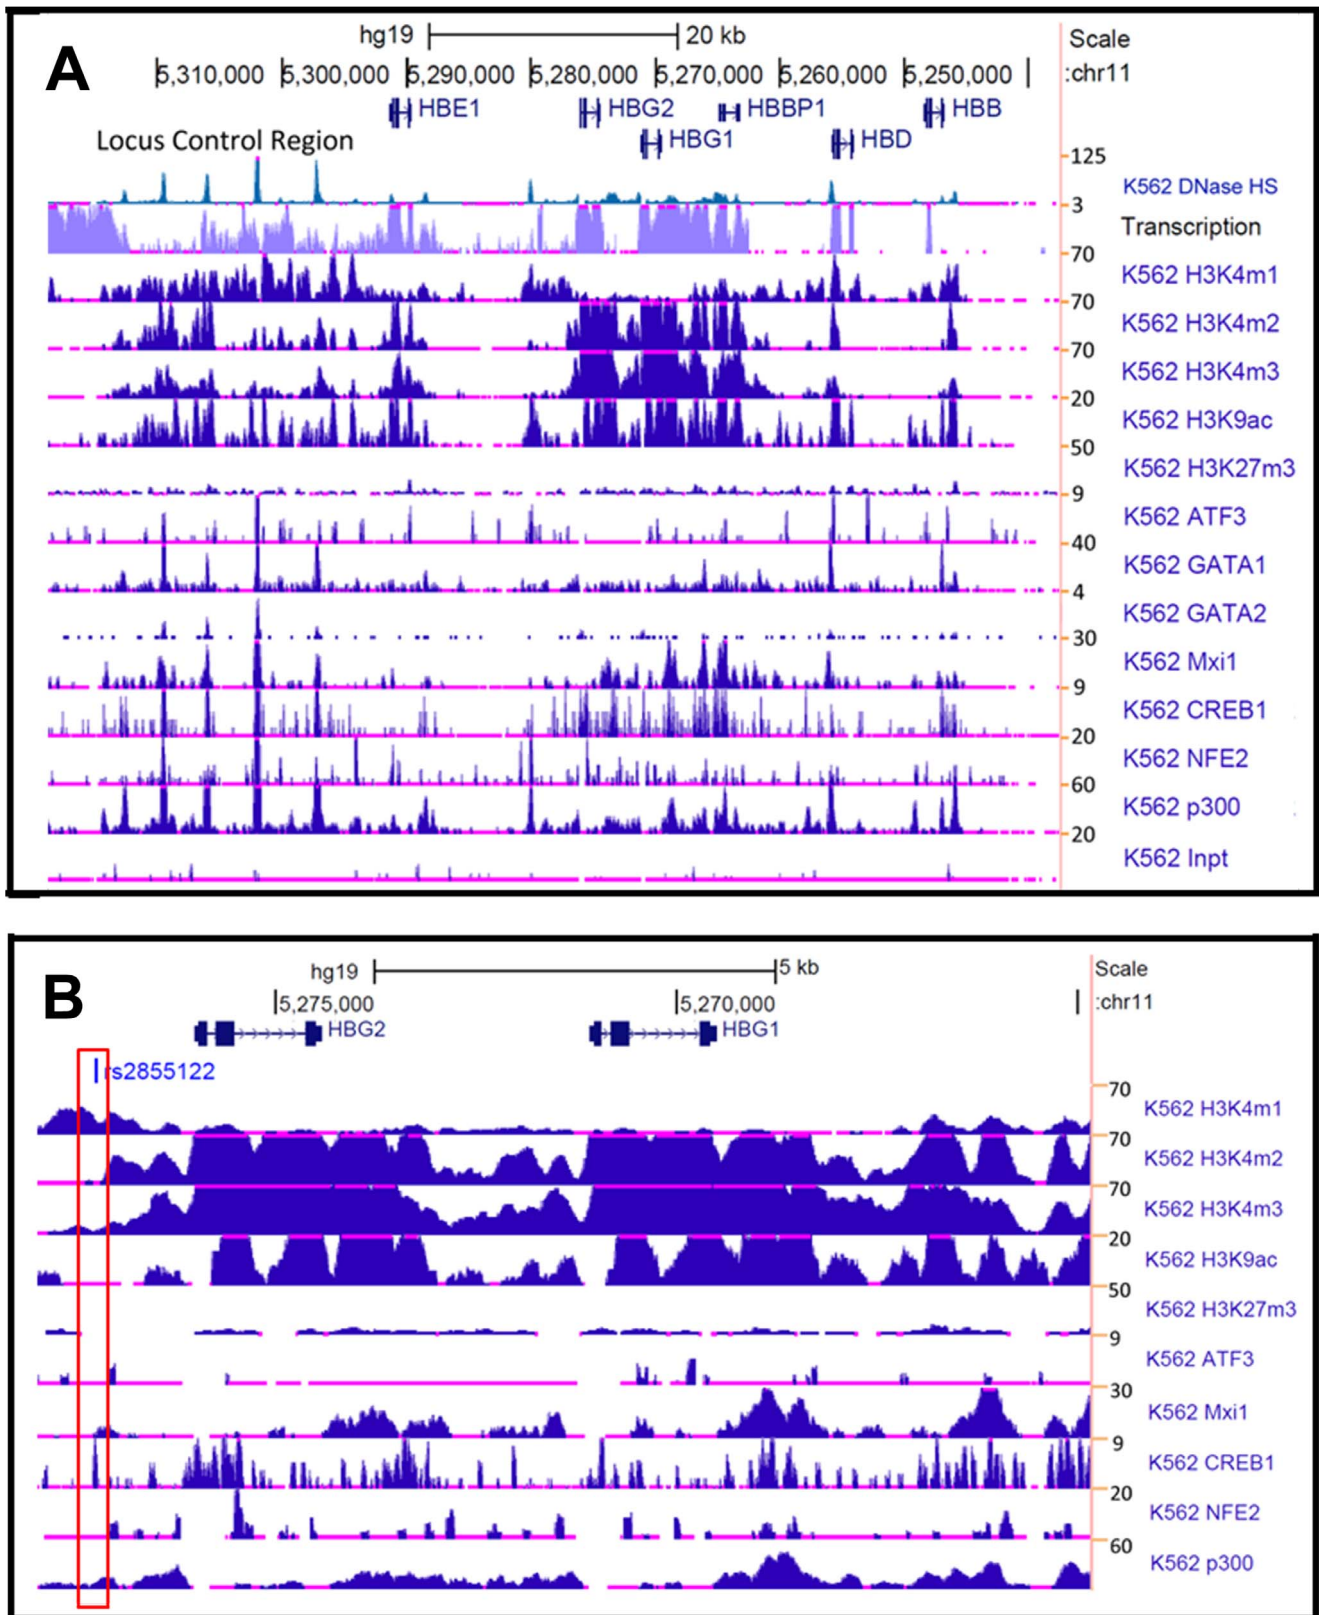 A
hg19 20 kb Scale
5,310,000 5,300,000 5,290,000 5,280,000 5,270,000 5,260,000 5,250,000 :chr11
HBE1 HBG2 HBBP1 HBB
HBG1 HBD
Locus Control Region
125
K562 DNase HS
3
Transcription
70
K562 H3K4m1
70
K562 H3K4m2
70
K562 H3K4m3
20
K562 H3K9ac
50
K562 H3K27m3
9
K562 ATF3
40
K562 GATA1
4
K562 GATA2
30
K562 Mxi1
9
K562 CREB1
20
K562 NFE2
60
K562 p300
20
K562 Inpt
B
hg19 5 kb Scale
5,275,000 5,270,000 :chr11
HBG2 HBG1
rs2855122
70
K562 H3K4m1
70
K562 H3K4m2
70
K562 H3K4m3
20
K562 H3K9ac
50
K562 H3K27m3
9
K562 ATF3
30
K562 Mxi1
9
K562 CREB1
20
K562 NFE2
60
K562 p300